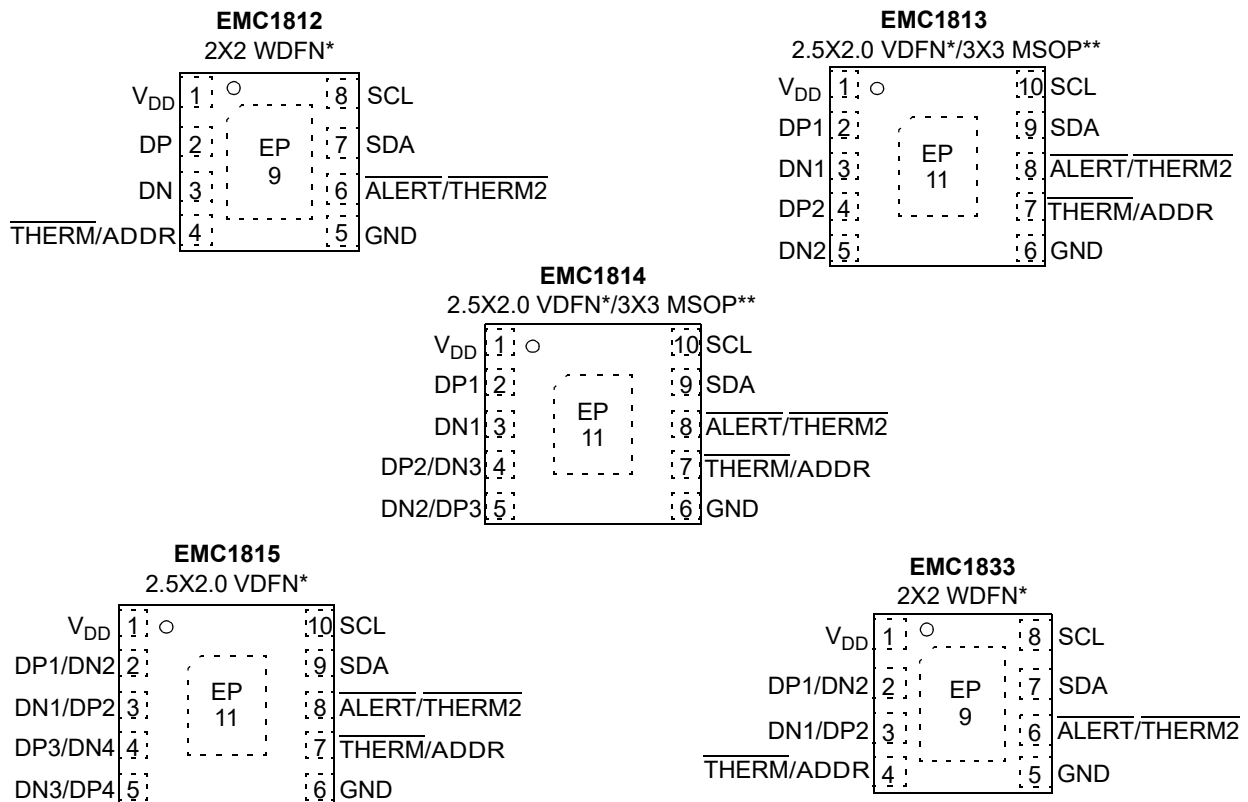 EMC1812
2X2 WDFN*
VDD 1 8 SCL
DP 2 EP 7 SDA
9
DN 3 6 ALERT/THERM2
THERM/ADDR 4 5 GND
EMC1813
2.5X2.0 VDFN*/3X3 MSOP**
VDD 1 10 SCL
DP1 2 9 SDA
EP
DN1 3 11 8 ALERT/THERM2
DP2 4 7 THERM/ADDR
DN2 5 6 GND
EMC1814
2.5X2.0 VDFN*/3X3 MSOP**
VDD 1 10 SCL
DP1 2 9 SDA
EP
DN1 3 11 8 ALERT/THERM2
DP2/DN3 4 7 THERM/ADDR
DN2/DP3 5 6 GND
EMC1815
2.5X2.0 VDFN*
VDD 1 10 SCL
DP1/DN2 2 9 SDA
EP
DN1/DP2 3 11 8 ALERT/THERM2
DP3/DN4 4 7 THERM/ADDR
DN3/DP4 5 6 GND
EMC1833
2X2 WDFN*
VDD 1 8 SCL
DP1/DN2 2 EP 7 SDA
9
DN1/DP2 3 6 ALERT/THERM2
THERM/ADDR 4 5 GND